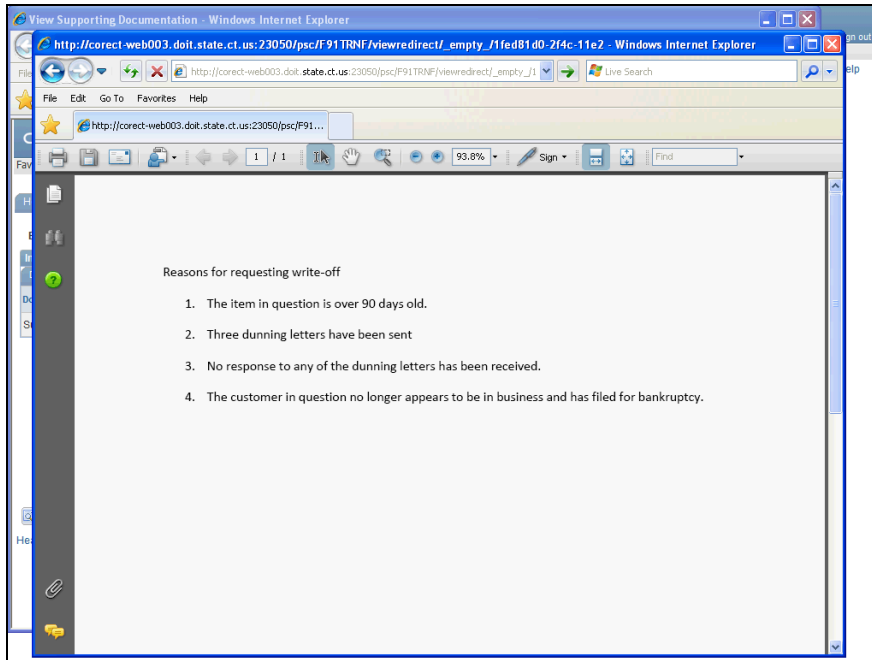 View Supporting Documentation - Windows Internet Explorer
http://corect-web003.doit.state.ct.us:23050/psc/F91TRNF/viewredirect/_empty_/1fed81d0-2f4c-11e2 - Windows Internet Explorer
gn out
File
http://corect-web003.doit.state.ct.us:23050/psc/F91TRNF/viewredirect/_empty_/1
Live Search
elp
File Edit Go To Favorites Help
http://corect-web003.doit.state.ct.us:23050/psc/F91...
Fav
1 / 1
93.8%
Sign
Find
Reasons for requesting write-off
1. The item in question is over 90 days old.
2. Three dunning letters have been sent
3. No response to any of the dunning letters has been received.
4. The customer in question no longer appears to be in business and has filed for bankruptcy.